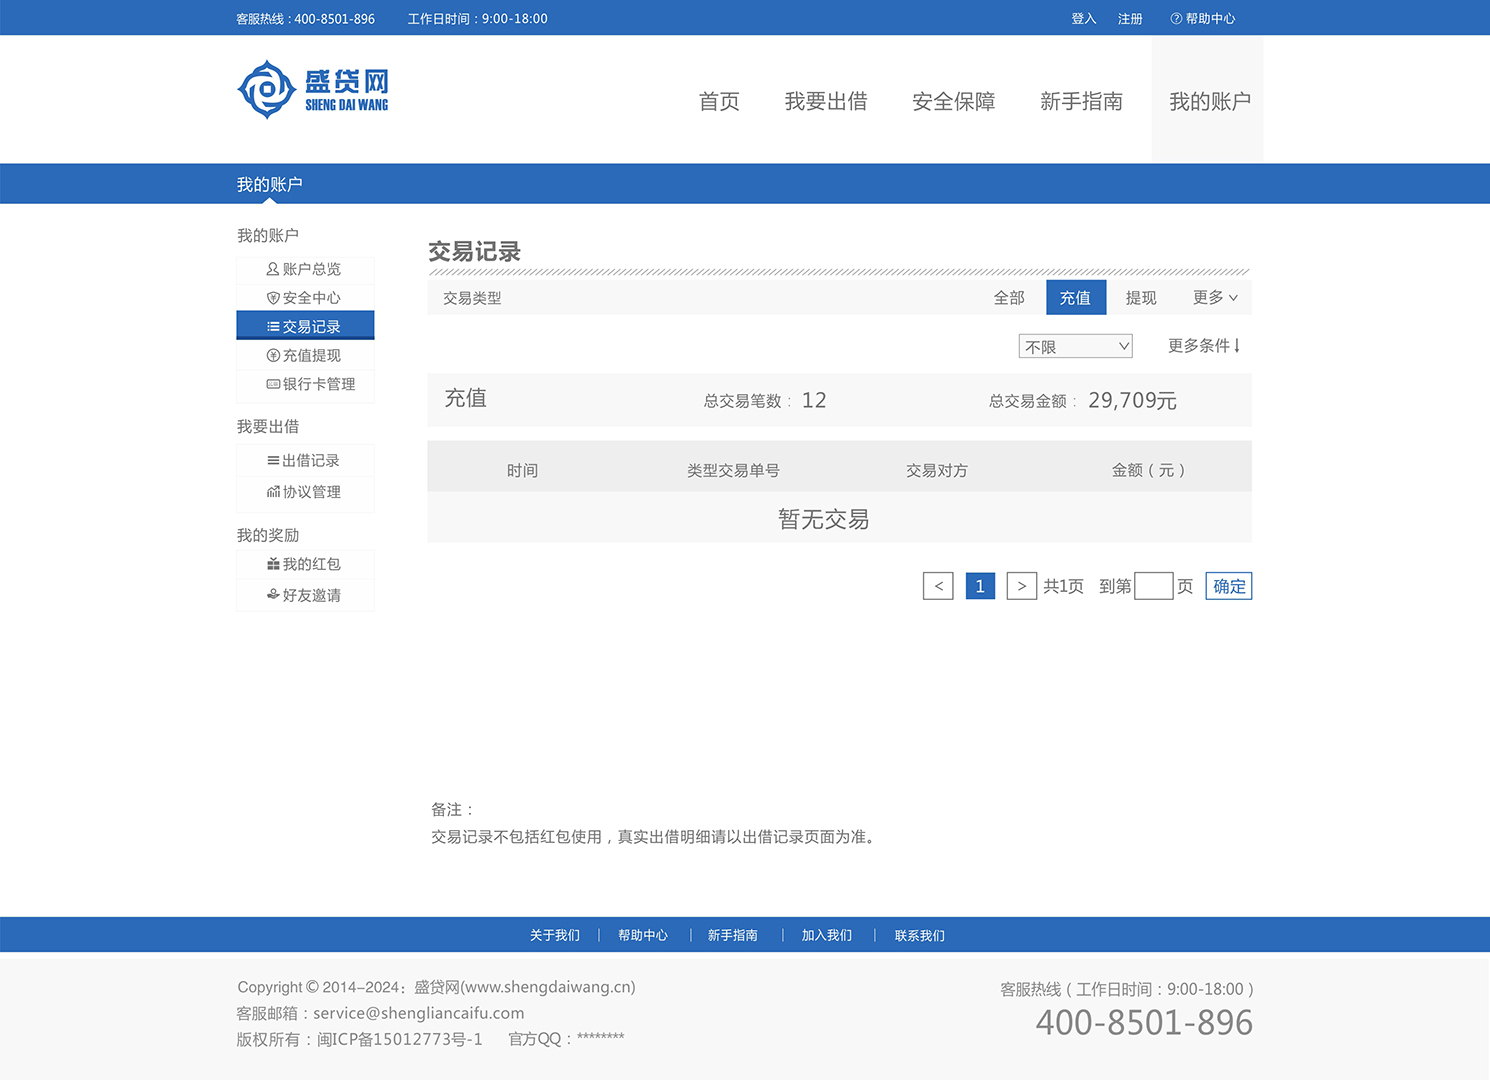 客服热线：400-8501-896 工作日时间：9:00-18:00 登入 注册 ? 帮助中心
盛贷网
SHENG DAI WANG
首页 我要出借 安全保障 新手指南 我的账户
我的账户
我的账户
账户总览
安全中心
交易记录
充值提现
银行卡管理
我要出借
出借记录
协议管理
我的奖励
我的红包
好友邀请
交易记录
交易类型 全部 充值 提现 更多
不限 更多条件
充值 总交易笔数： 12 总交易金额： 29,709元
时间 类型交易单号 交易对方 金额（元）
暂无交易
< 1 > 共1页 到第 页 确定
备注：
交易记录不包括红包使用，真实出借明细请以出借记录页面为准。
关于我们 | 帮助中心 | 新手指南 | 加入我们 | 联系我们
Copyright © 2014-2024：盛贷网(www.shengdaiwang.cn)
客服邮箱：service@shengliancaifu.com
版权所有：闽ICP备15012773号-1 官方QQ：********
客服热线（工作日时间：9:00-18:00）
400-8501-896